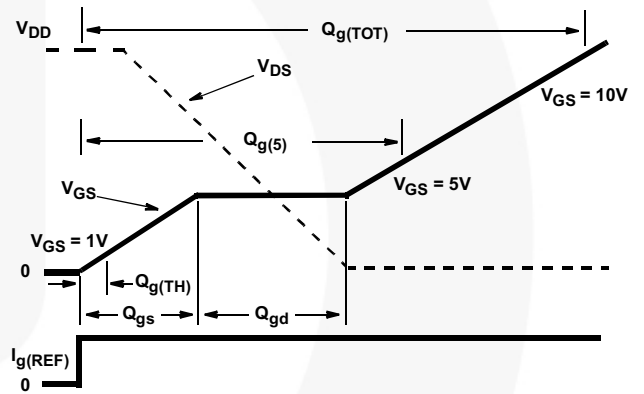 V_DD
Q_g(TOT)
V_DS
V_GS = 10V
Q_g(5)
V_GS
V_GS = 5V
V_GS = 1V
0
Q_g(TH)
Q_gs
Q_gd
I_g(REF)
0